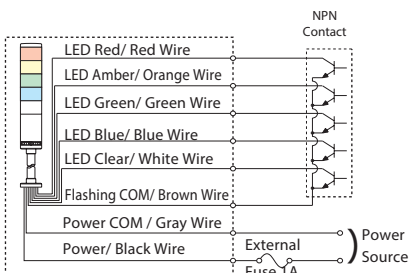 NPN
Contact
LED Red/ Red Wire
LED Amber/ Orange Wire
LED Green/ Green Wire
LED Blue/ Blue Wire
LED Clear/ White Wire
Flashing COM/ Brown Wire
Power COM / Gray Wire
Power/ Black Wire
External
Fuse 1A
Power
Source